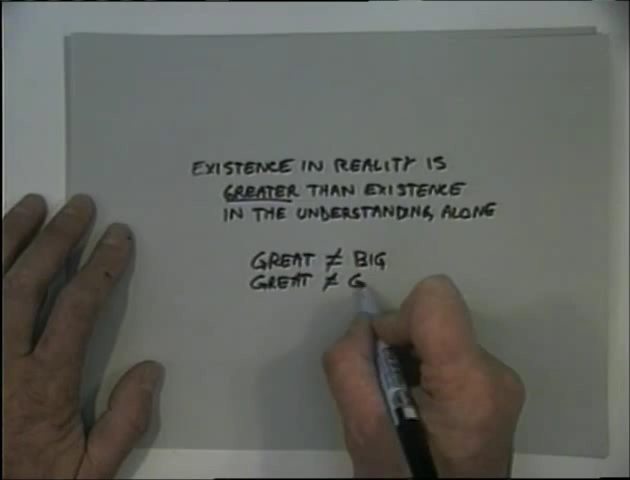 EXISTENCE IN REALITY IS
GREATER THAN EXISTENCE
IN THE UNDERSTANDING, ALONE
GREAT ≠ BIG
GREAT ≠ G